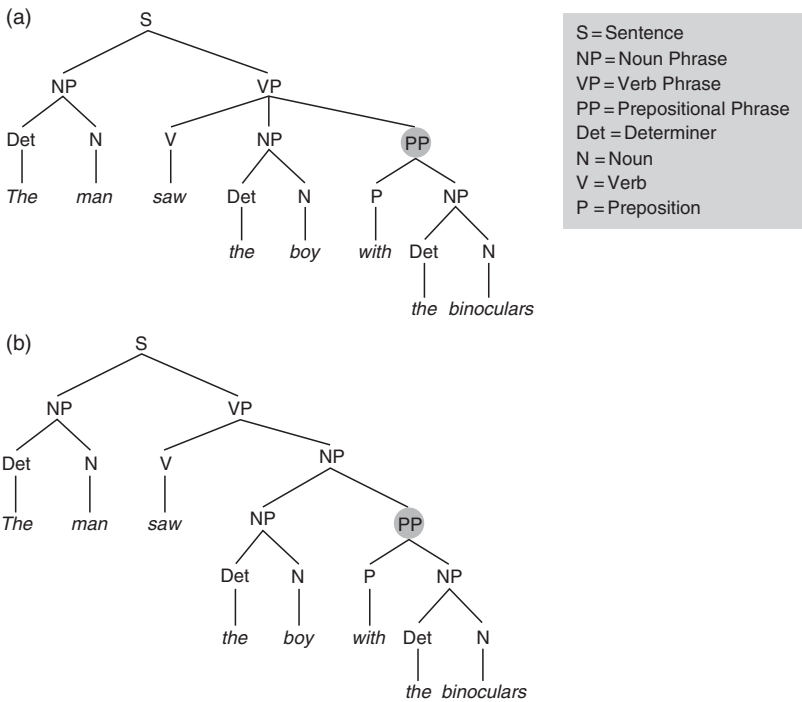 (a)
S
S = Sentence
NP = Noun Phrase
VP = Verb Phrase
PP = Prepositional Phrase
Det = Determiner
N = Noun
V = Verb
P = Preposition
NP VP
Det N V NP PP
The man saw Det N P NP
the boy with Det N
the binoculars
(b)
S
NP VP
Det N V NP
The man saw NP PP
Det N P NP
the boy with Det N
the binoculars